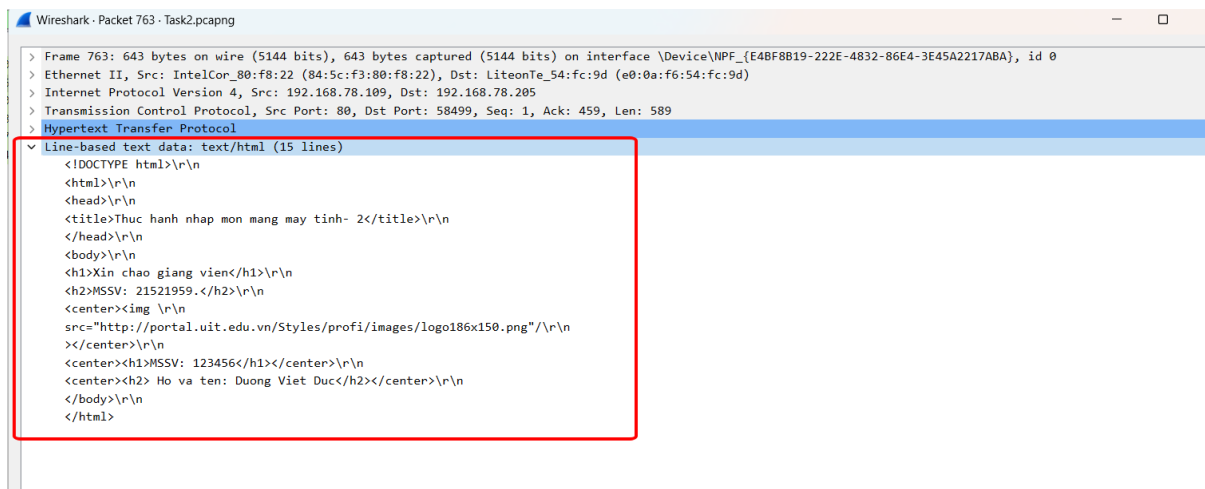 Wireshark · Packet 763 · Task2.pcapng
> Frame 763: 643 bytes on wire (5144 bits), 643 bytes captured (5144 bits) on interface \Device\NPF_{E4BF8B19-222E-4832-86E4-3E45A2217ABA}, id 0
> Ethernet II, Src: IntelCor_80:f8:22 (84:5c:f3:80:f8:22), Dst: LiteonTe_54:fc:9d (e0:0a:f6:54:fc:9d)
> Internet Protocol Version 4, Src: 192.168.78.109, Dst: 192.168.78.205
> Transmission Control Protocol, Src Port: 80, Dst Port: 58499, Seq: 1, Ack: 459, Len: 589
> Hypertext Transfer Protocol
Line-based text data: text/html (15 lines)
<!DOCTYPE html>\r\n
<html>\r\n
<head>\r\n
<title>Thuc hanh nhap mon mang may tinh- 2</title>\r\n
</head>\r\n
<body>\r\n
<h1>Xin chao giang vien</h1>\r\n
<h2>MSSV: 21521959.</h2>\r\n
<center><img \r\n
src="http://portal.uit.edu.vn/Styles/profi/images/logo186x150.png"/\r\n
></center>\r\n
<center><h1>MSSV: 123456</h1></center>\r\n
<center><h2> Ho va ten: Duong Viet Duc</h2></center>\r\n
</body>\r\n
</html>